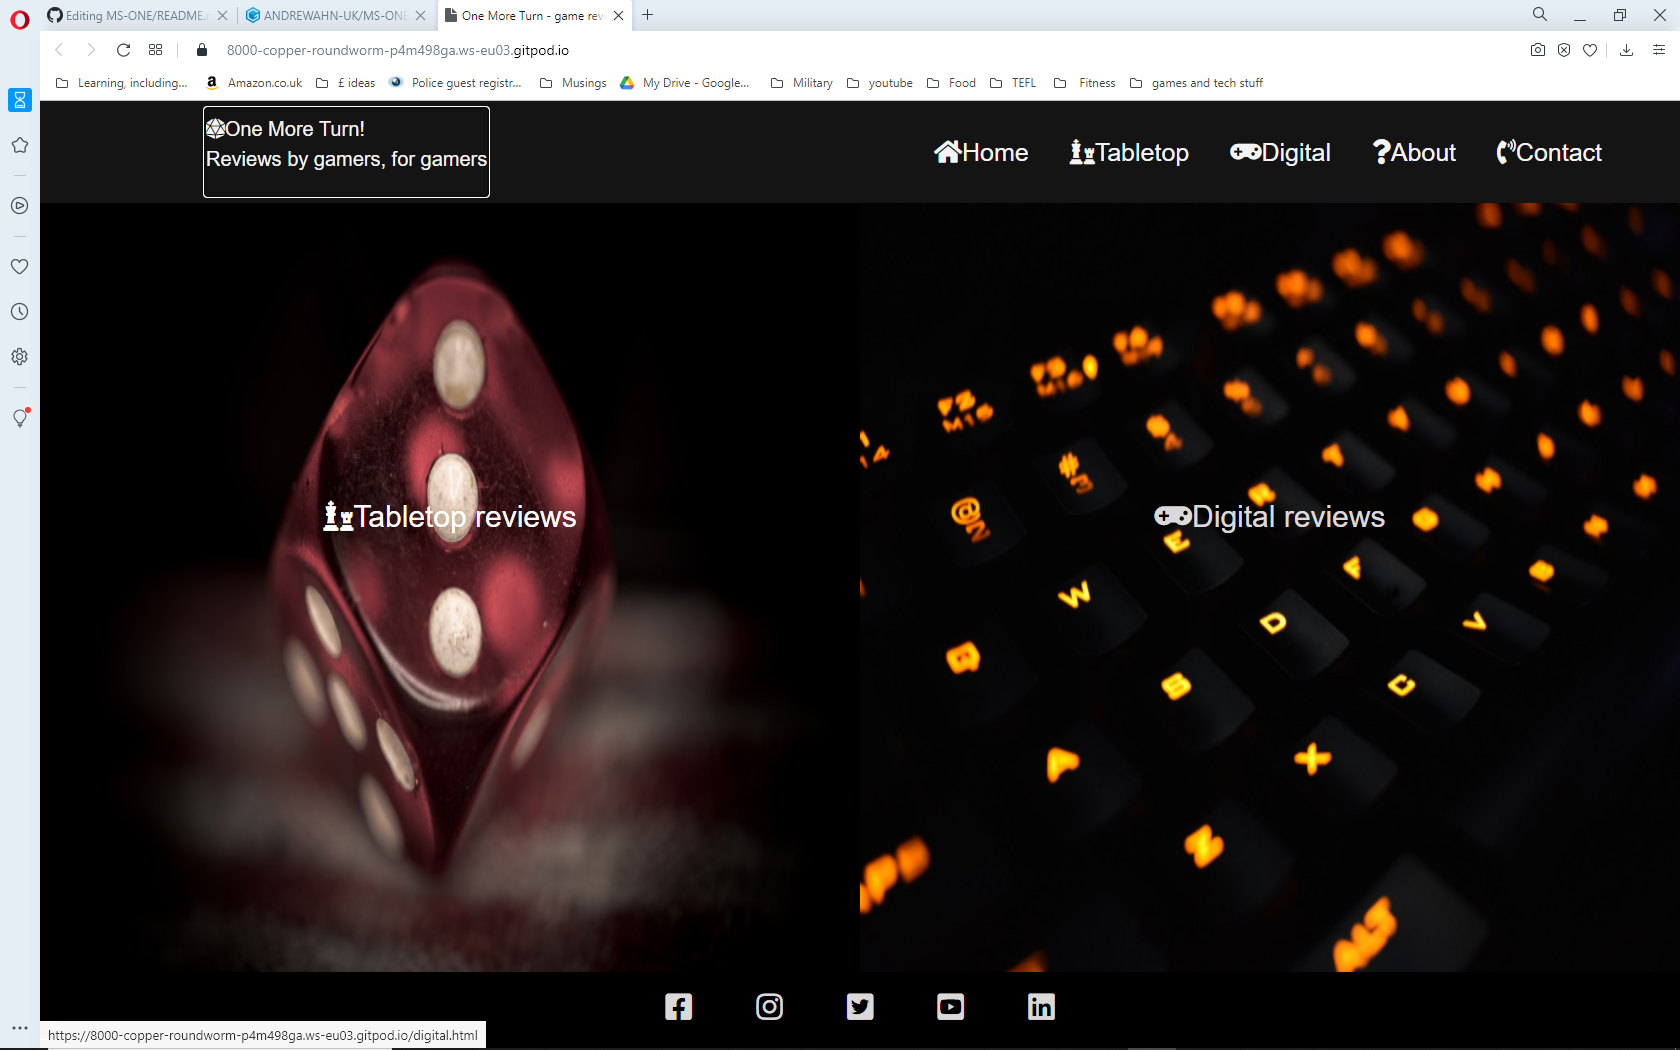 Editing MS-ONE/README.
ANDREWAHN-UK/MS-ONE
One More Turn - game rev
8000-copper-roundworm-p4m498ga.ws-eu03.gitpod.io
Learning, including...
Amazon.co.uk
£ ideas
Police guest registr...
Musings
My Drive - Google...
Military
youtube
Food
TEFL
Fitness
games and tech stuff
One More Turn!
Reviews by gamers, for gamers
Home
Tabletop
Digital
About
Contact
Tabletop reviews
Digital reviews
M16
@2
#3
W
E
D
V
S
C
X
Z
https://8000-copper-roundworm-p4m498ga.ws-eu03.gitpod.io/digital.html